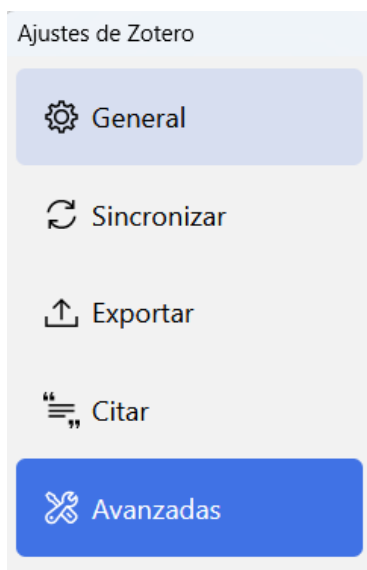 Ajustes de Zotero
General
Sincronizar
Exportar
Citar
Avanzadas